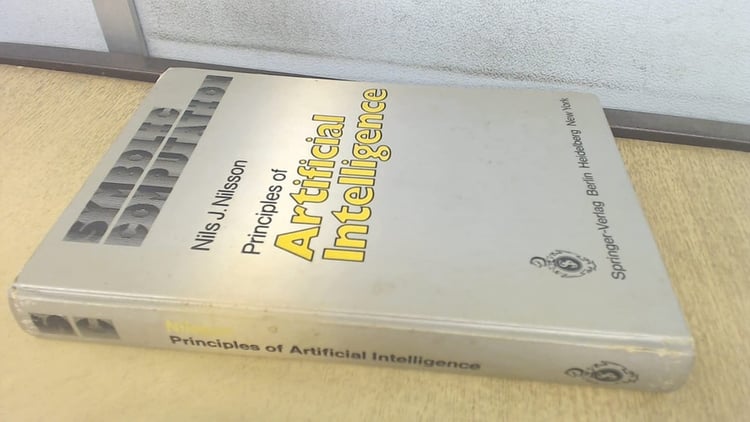 SYMBOLIC
COMPUTATION
Nils J. Nilsson
Principles of
Artificial
Intelligence
Springer-Verlag Berlin Heidelberg New York
S C
Nilsson
Principles of Artificial Intelligence